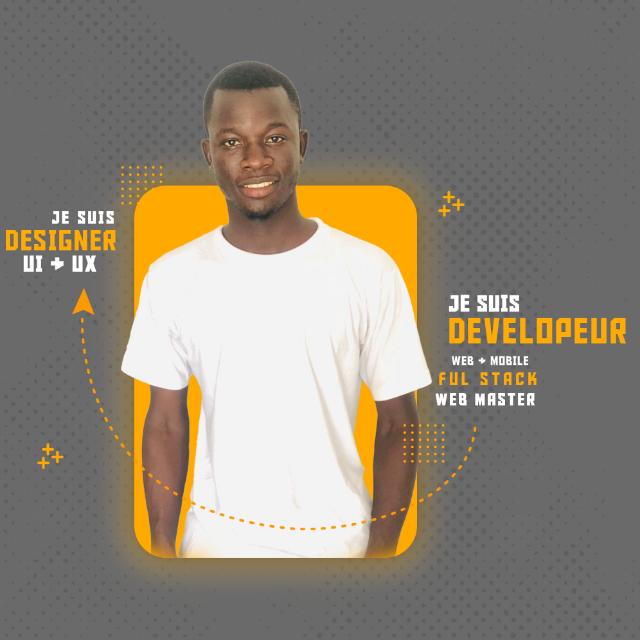 JE SUIS
DESIGNER
UI + UX
JE SUIS
DEVELOPEUR
WEB + MOBILE
FUL STACK
WEB MASTER